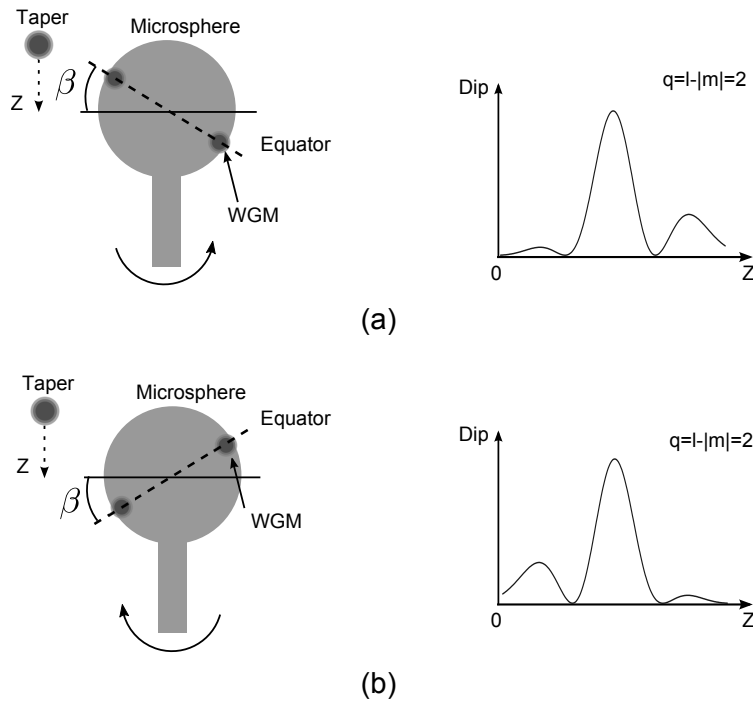 Taper
Microsphere
β
Z
Equator
WGM
Dip
q=l-|m|=2
0
Z
(a)
Taper
Microsphere
Equator
Z
β
WGM
Dip
q=l-|m|=2
0
Z
(b)